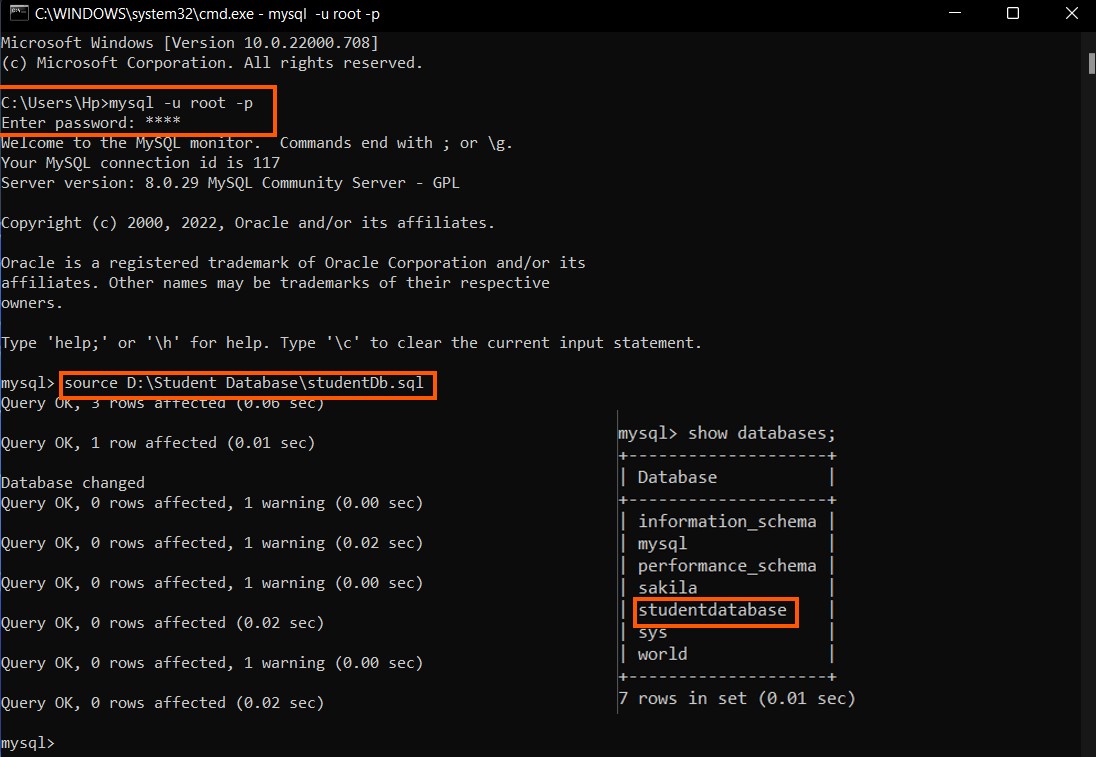 C:\WINDOWS\system32\cmd.exe - mysql  -u root -p
Microsoft Windows [Version 10.0.22000.708]
(c) Microsoft Corporation. All rights reserved.
C:\Users\Hp>mysql -u root -p
Enter password: ****
Welcome to the MySQL monitor.  Commands end with ; or \g.
Your MySQL connection id is 117
Server version: 8.0.29 MySQL Community Server - GPL
Copyright (c) 2000, 2022, Oracle and/or its affiliates.
Oracle is a registered trademark of Oracle Corporation and/or its
affiliates. Other names may be trademarks of their respective
owners.
Type 'help;' or '\h' for help. Type '\c' to clear the current input statement.
mysql> source D:\Student Database\studentDb.sql
Query OK, 3 rows affected (0.06 sec)
Query OK, 1 row affected (0.01 sec)
Database changed
Query OK, 0 rows affected, 1 warning (0.00 sec)
Query OK, 0 rows affected, 1 warning (0.02 sec)
Query OK, 0 rows affected, 1 warning (0.00 sec)
Query OK, 0 rows affected (0.02 sec)
Query OK, 0 rows affected, 1 warning (0.00 sec)
Query OK, 0 rows affected (0.02 sec)
mysql>
mysql> show databases;
+--------------------+
| Database           |
+--------------------+
| information_schema |
| mysql              |
| performance_schema |
| sakila             |
| studentdatabase    |
| sys                |
| world              |
+--------------------+
7 rows in set (0.01 sec)